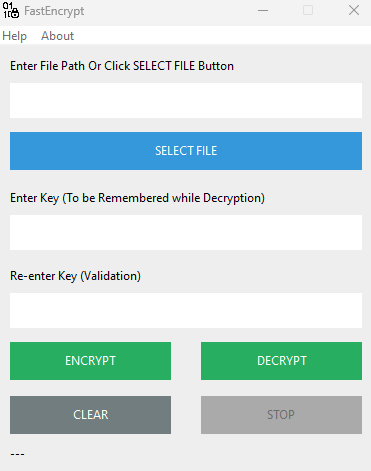 FastEncrypt
Help About
Enter File Path Or Click SELECT FILE Button
SELECT FILE
Enter Key (To be Remembered while Decryption)
Re-enter Key (Validation)
ENCRYPT DECRYPT
CLEAR STOP
---